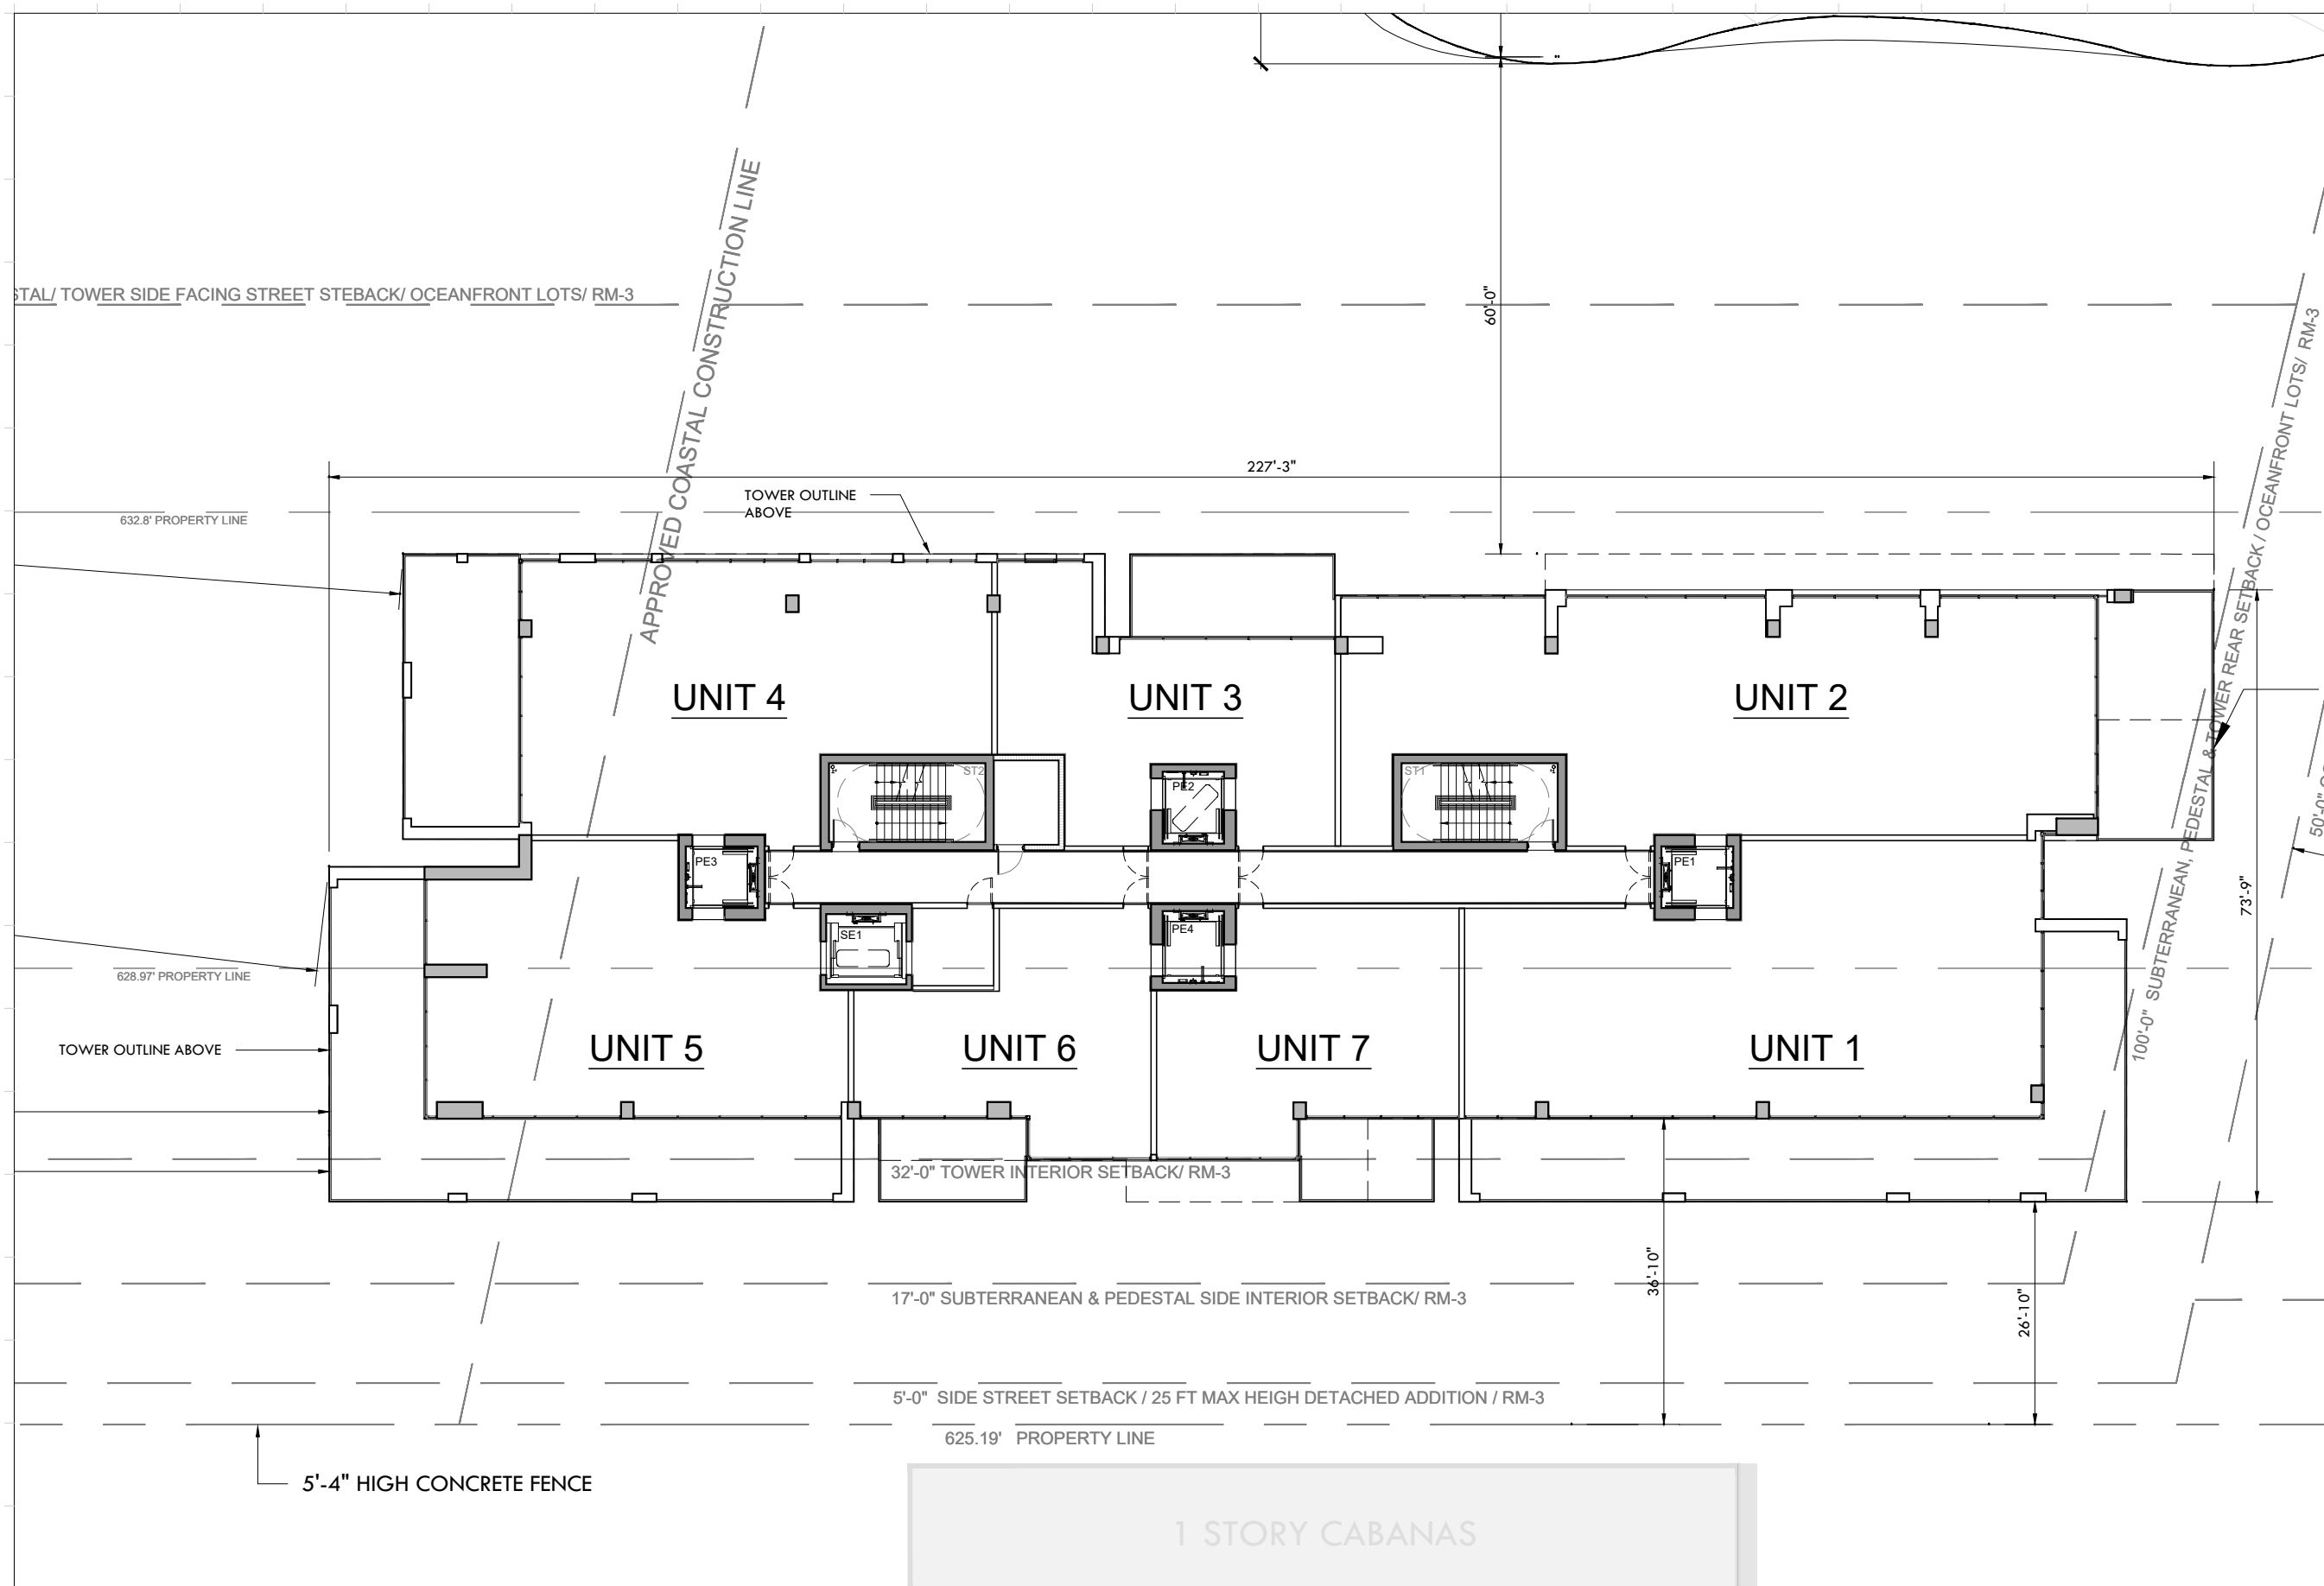 APPROVED COASTAL CONSTRUCTION LINE
TAL/ TOWER SIDE FACING STREET STEBACK/ OCEANFRONT LOTS/ RM-3
60'-0"
227'-3"
TOWER OUTLINE
ABOVE
632.8' PROPERTY LINE
100'-0" SUBTERRANEAN, PEDESTAL & TOWER REAR SETBACK / OCEANFRONT LOTS/ RM-3
UNIT 4
UNIT 3
UNIT 2
ST2
PE2
ST1
50'-0"
PE3
PE1
73'-9"
SE1
PE4
628.97' PROPERTY LINE
TOWER OUTLINE ABOVE
UNIT 5
UNIT 6
UNIT 7
UNIT 1
32'-0" TOWER INTERIOR SETBACK/ RM-3
36'-10"
26'-10"
17'-0" SUBTERRANEAN & PEDESTAL SIDE INTERIOR SETBACK/ RM-3
5'-0" SIDE STREET SETBACK / 25 FT MAX HEIGH DETACHED ADDITION / RM-3
625.19' PROPERTY LINE
5'-4" HIGH CONCRETE FENCE
1 STORY CABANAS